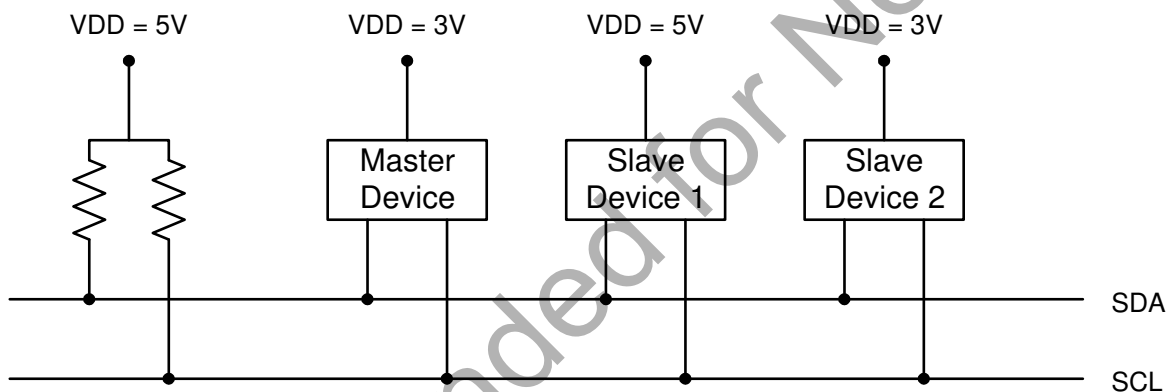 VDD = 5V
VDD = 3V
VDD = 5V
VDD = 3V
Master
Device
Slave
Device 1
Slave
Device 2
SDA
SCL